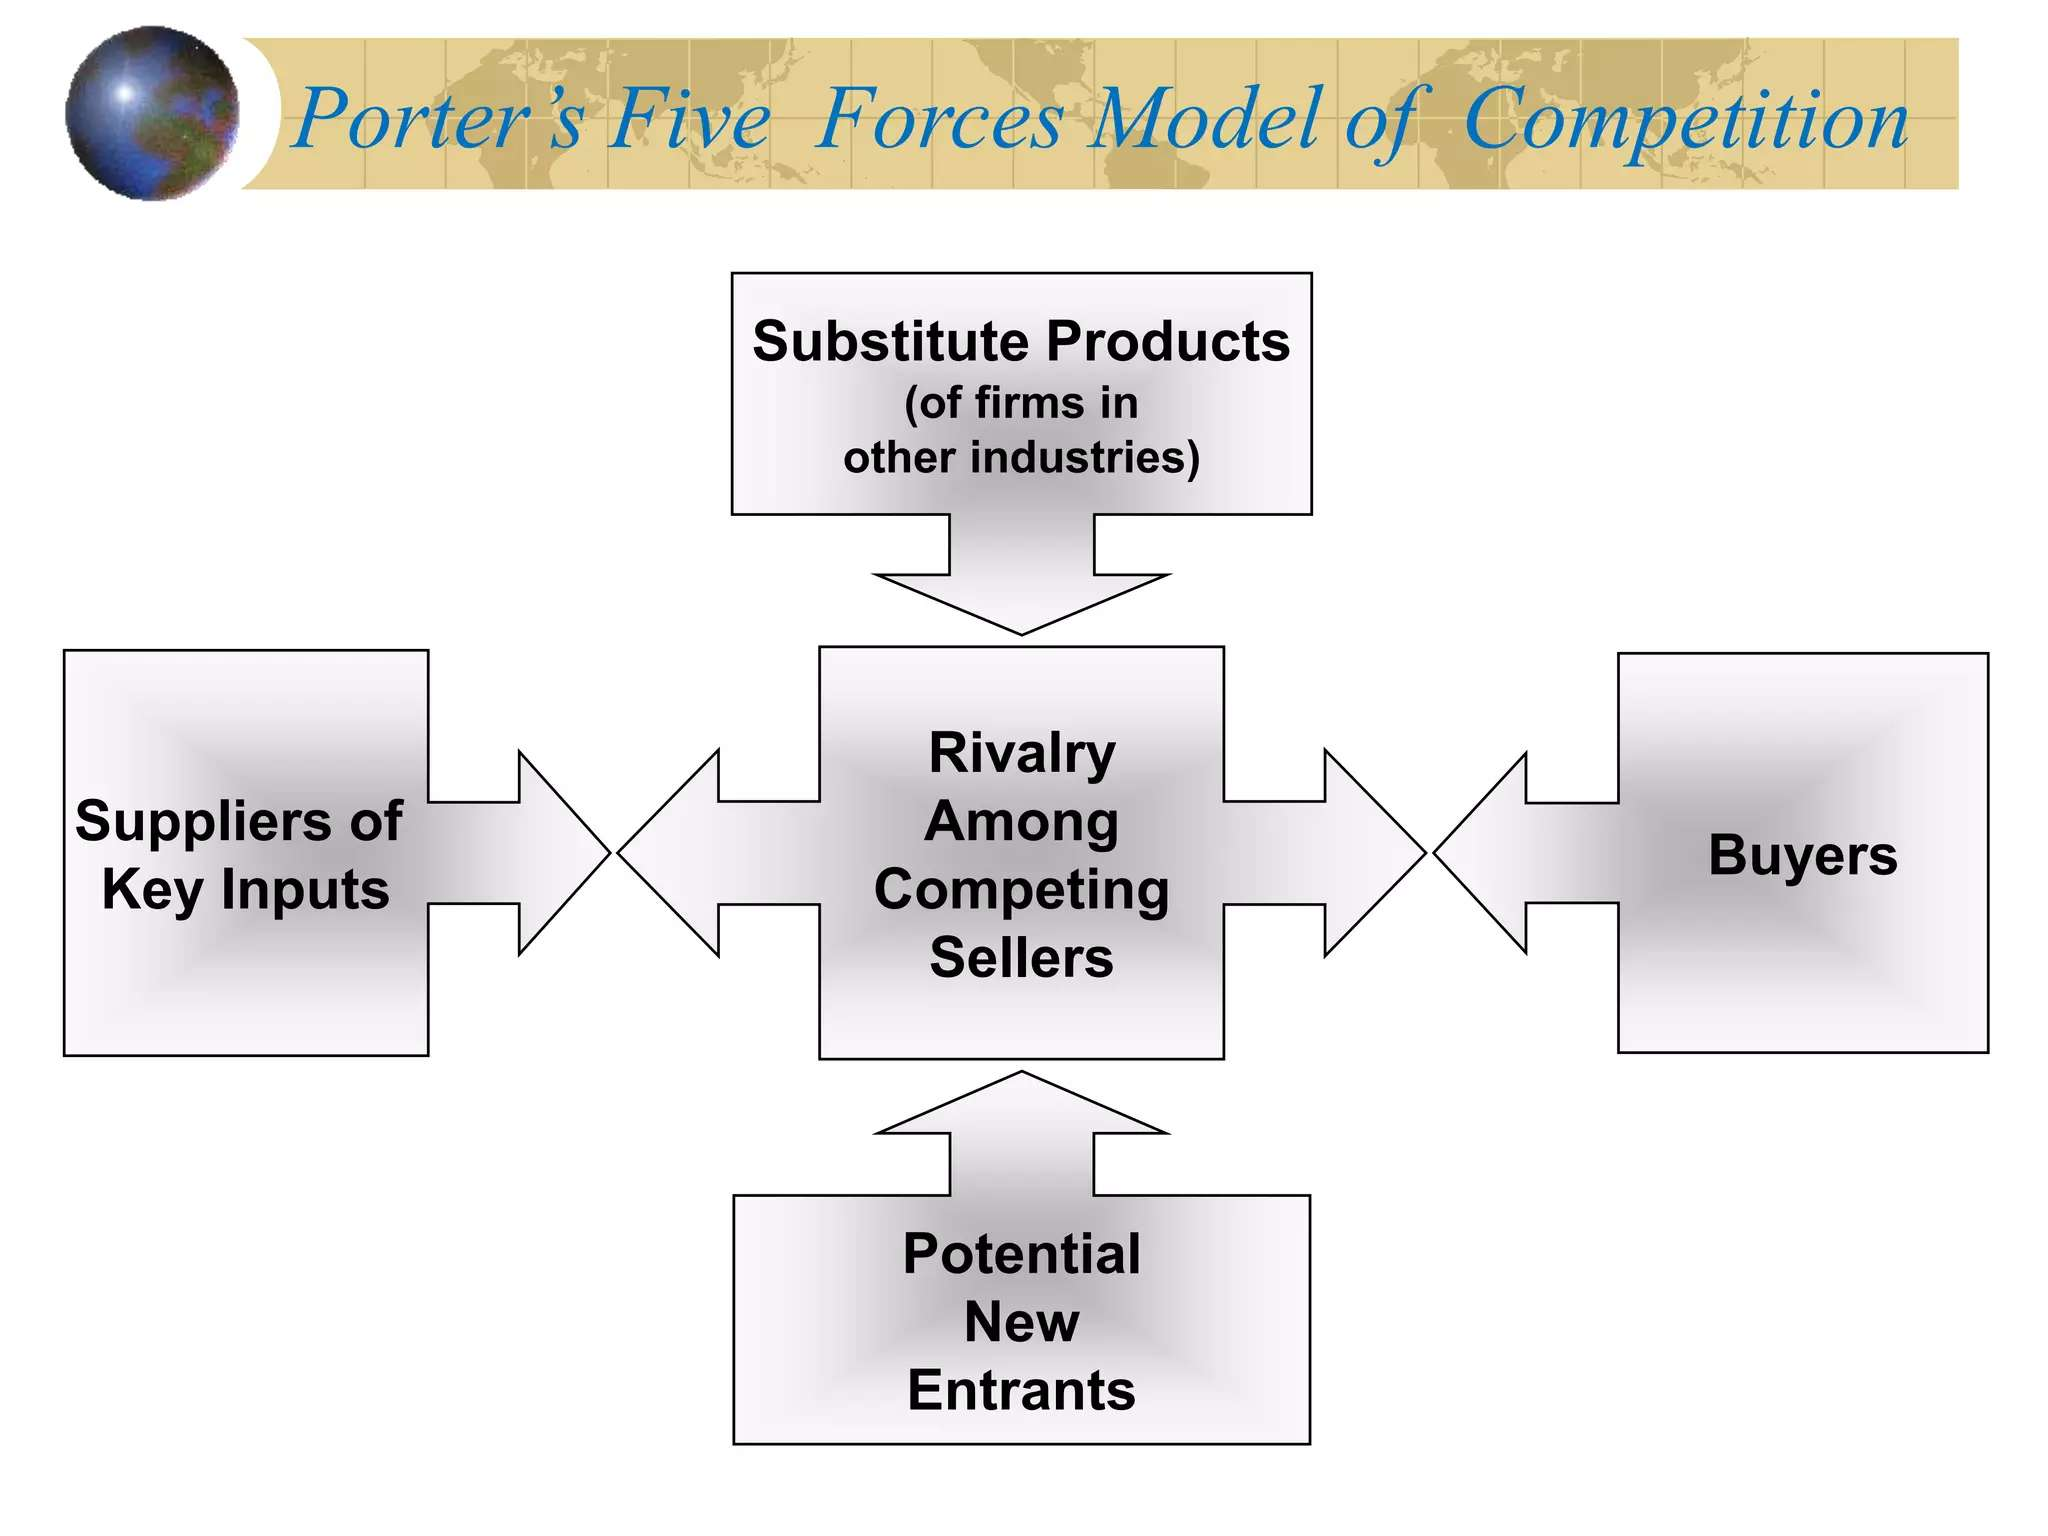 Porter’s Five Forces Model of Competition
Substitute Products
(of firms in
other industries)
Suppliers of
Key Inputs
Rivalry
Among
Competing
Sellers
Buyers
Potential
New
Entrants